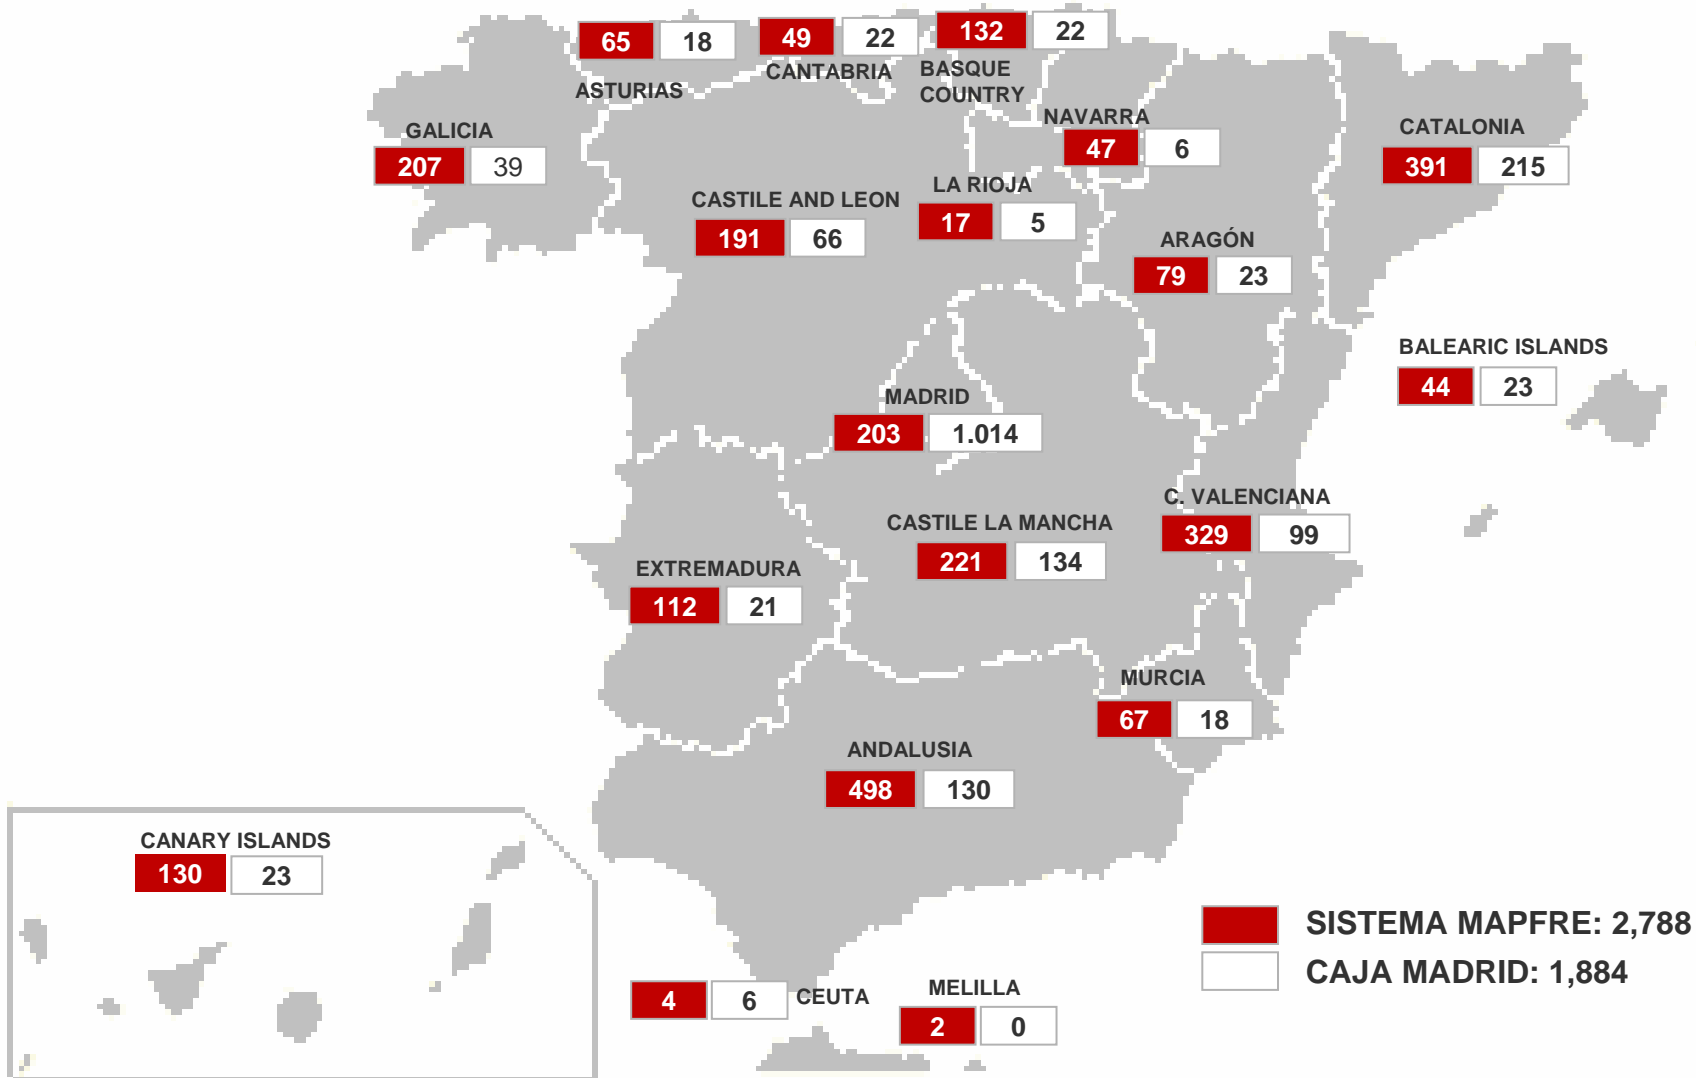 65 18
ASTURIAS
49 22
CANTABRIA
132 22
BASQUE
COUNTRY
NAVARRA
47 6
GALICIA
207 39
CATALONIA
391 215
CASTILE AND LEON
191 66
LA RIOJA
17 5
ARAGÓN
79 23
BALEARIC ISLANDS
44 23
MADRID
203 1.014
C. VALENCIANA
329 99
CASTILE LA MANCHA
221 134
EXTREMADURA
112 21
MURCIA
67 18
ANDALUSIA
498 130
CANARY ISLANDS
130 23
SISTEMA MAPFRE: 2,788
CAJA MADRID: 1,884
4 6 CEUTA
MELILLA
2 0